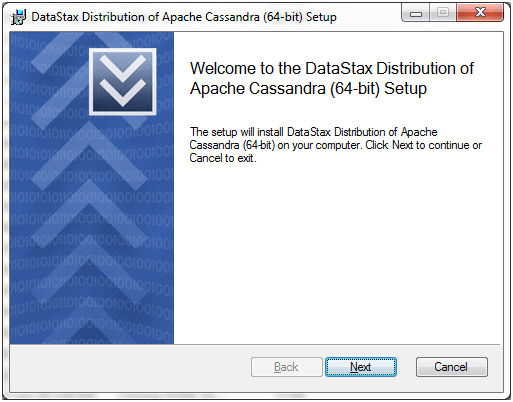 DataStax Distribution of Apache Cassandra (64-bit) Setup
Welcome to the DataStax Distribution of
Apache Cassandra (64-bit) Setup
The setup will install DataStax Distribution of Apache
Cassandra (64-bit) on your computer. Click Next to continue or
Cancel to exit.
Back
Next
Cancel